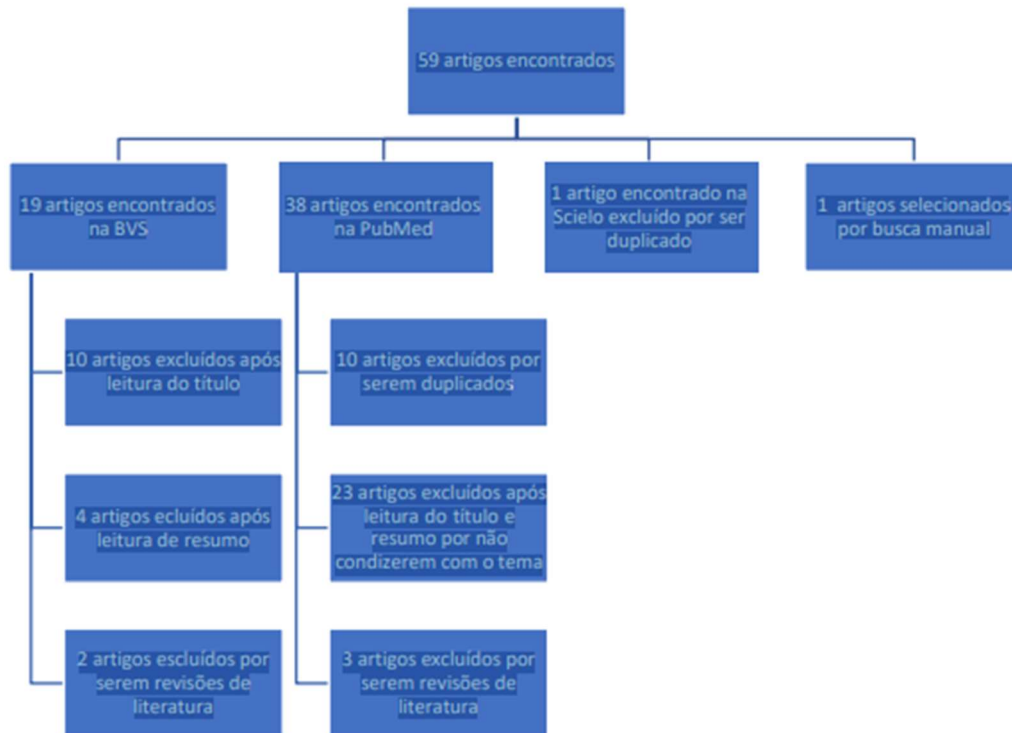 59 artigos encontrados
19 artigos encontrados
na BVS
38 artigos encontrados
na PubMed
1 artigo encontrado na
Scielo excluído por ser
duplicado
1 artigos selecionados
por busca manual
10 artigos excluídos após
leitura do título
10 artigos excluídos por
serem duplicados
4 artigos ecluídos após
leitura de resumo
23 artigos excluídos após
leitura do título e
resumo por não
condizerem com o tema
2 artigos escluídos por
serem revisões de
literatura
3 artigos excluídos por
serem revisões de
literatura